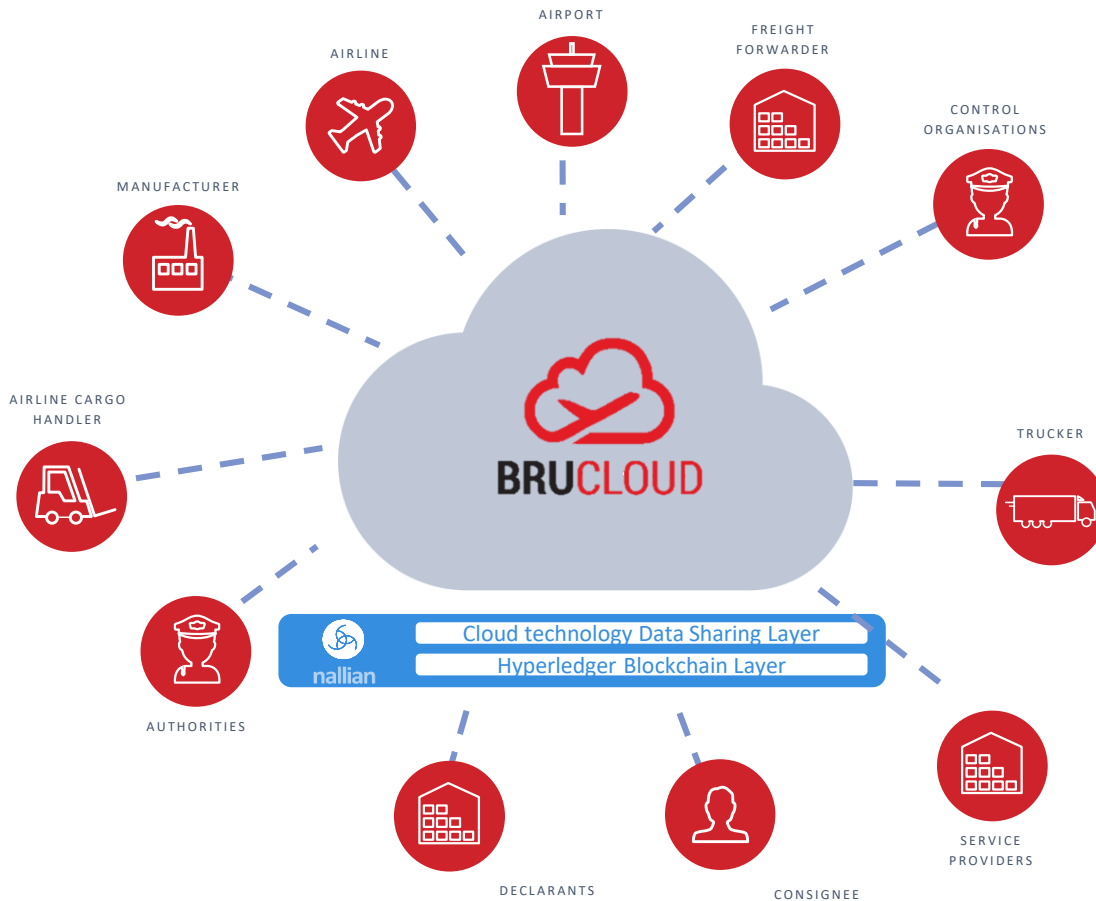 AIRPORT
FREIGHT
FORWARDER
AIRLINE
CONTROL
ORGANISATIONS
MANUFACTURER
AIRLINE CARGO
HANDLER
TRUCKER
BRUCLOUD
Cloud technology Data Sharing Layer
Hyperledger Blockchain Layer
nallian
AUTHORITIES
SERVICE
PROVIDERS
DECLARANTS
CONSIGNEE